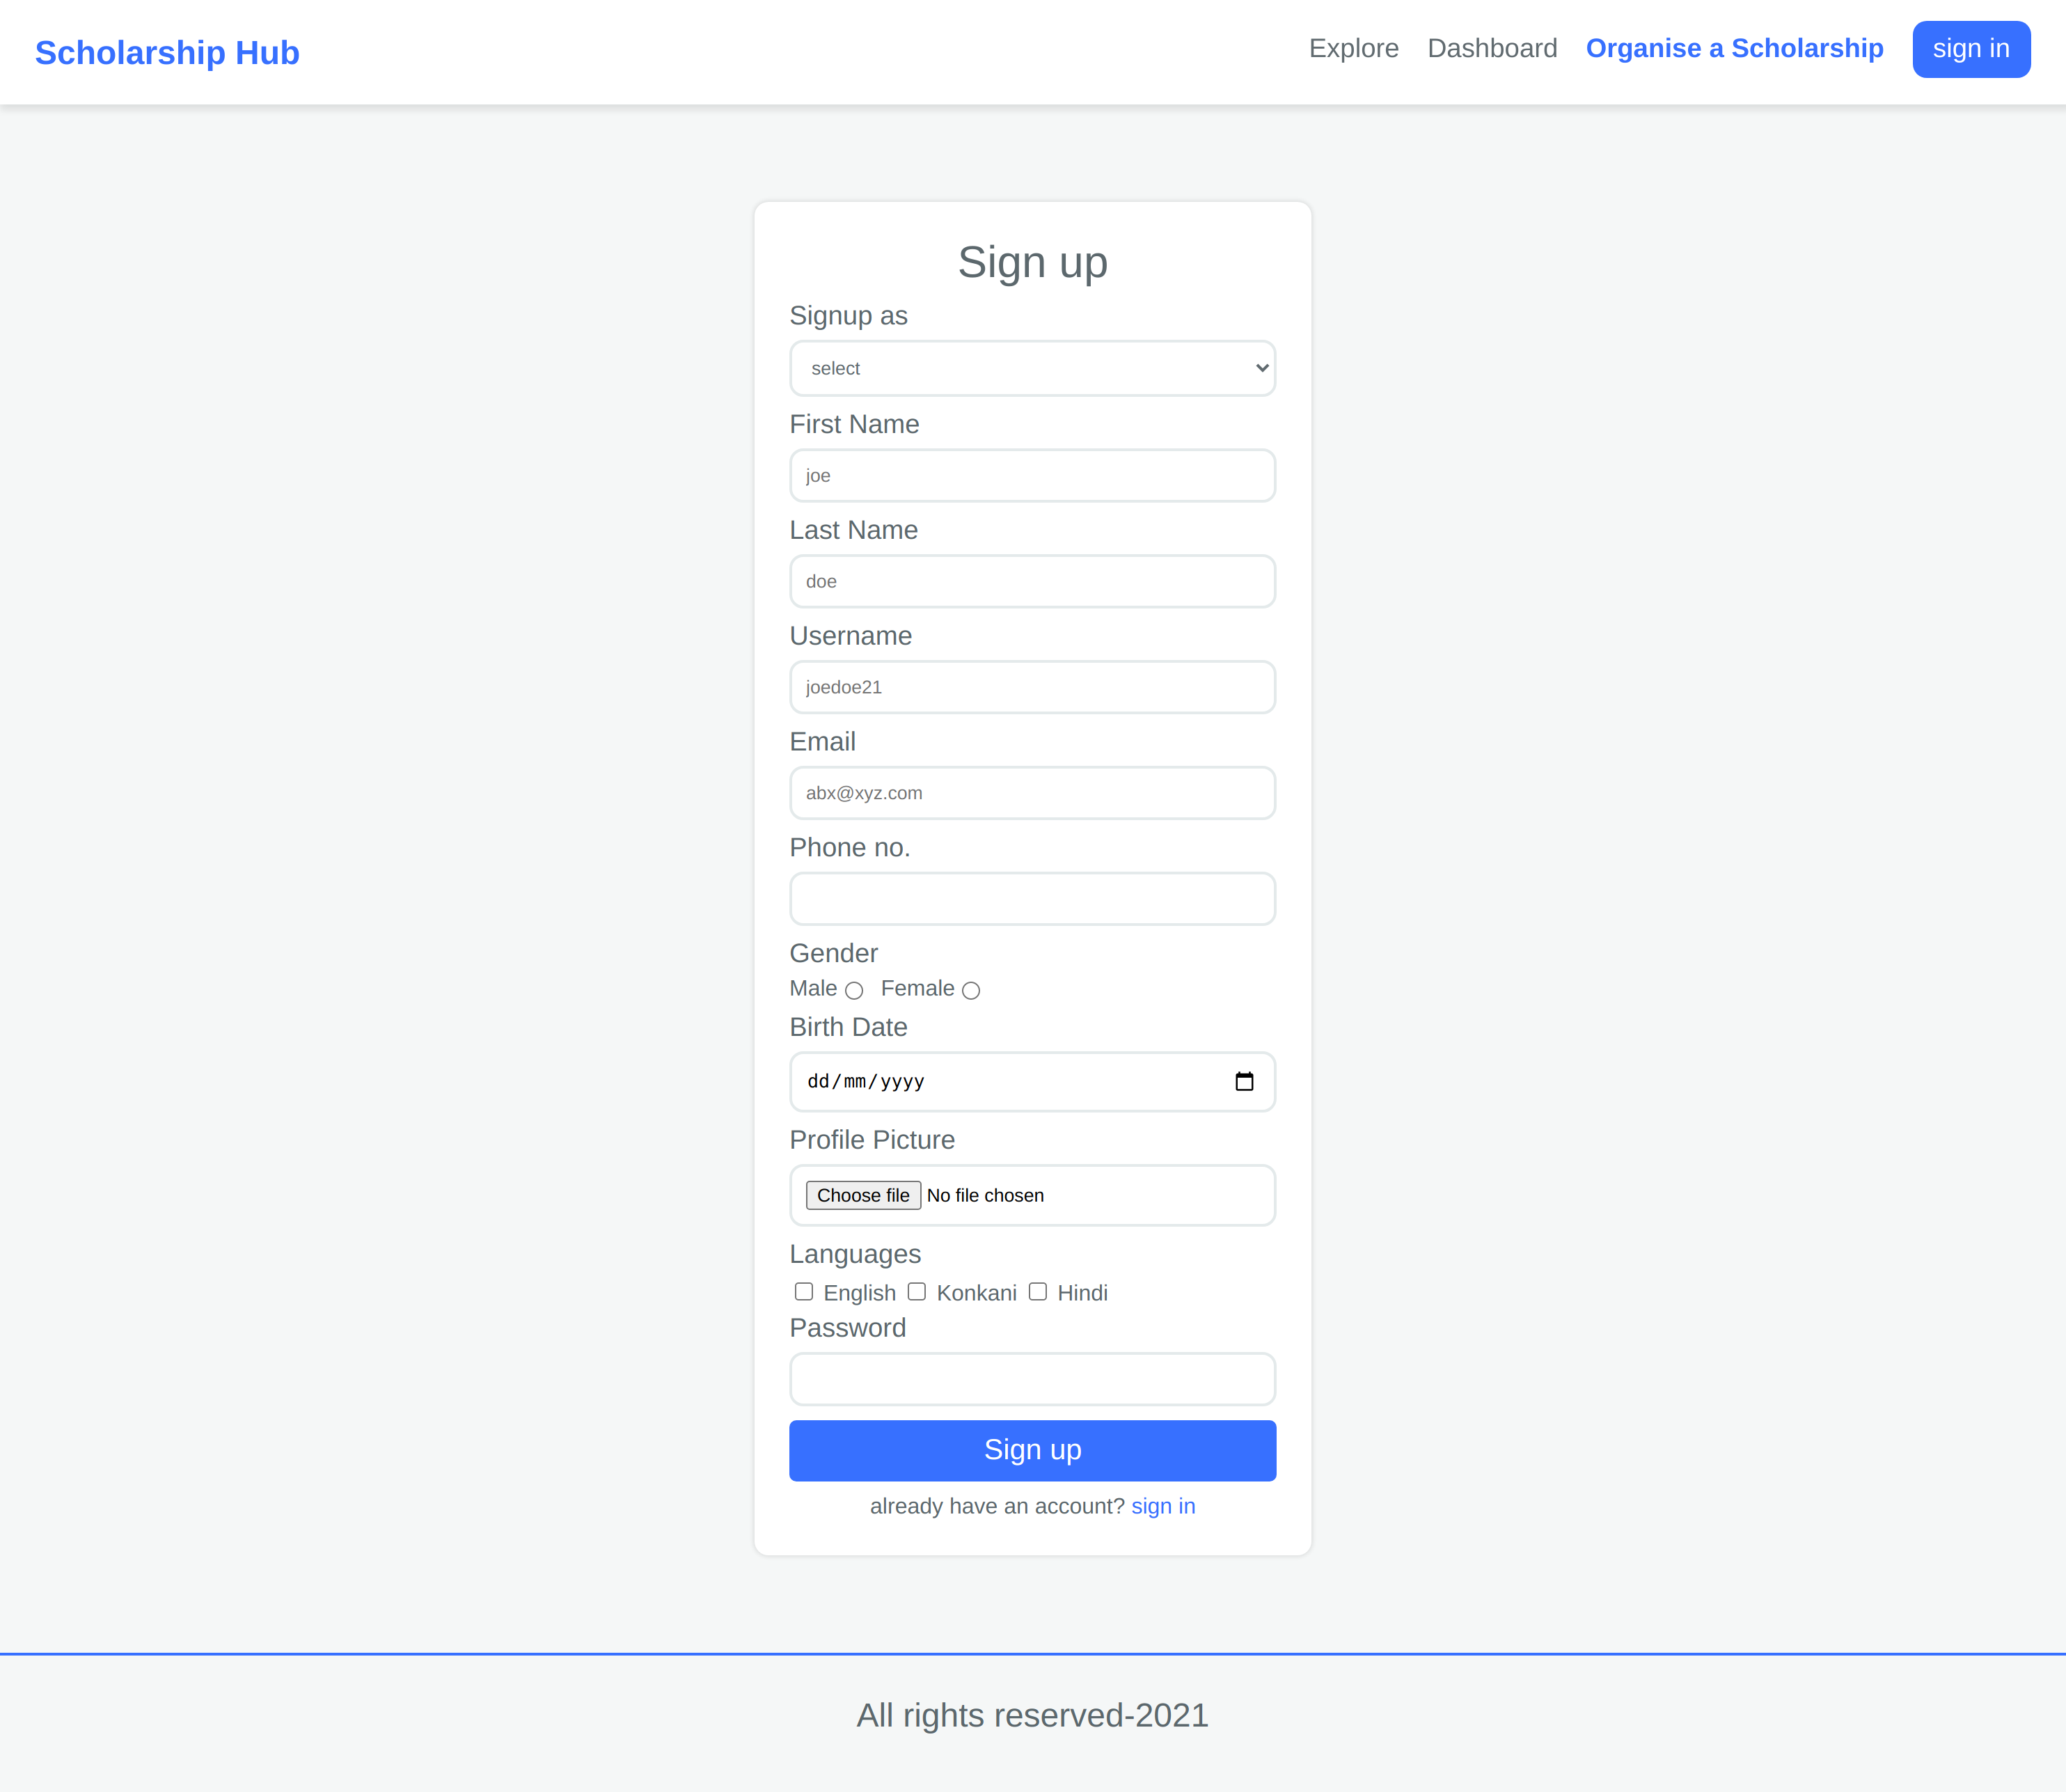 Scholarship Hub
Explore Dashboard Organise a Scholarship sign in
Sign up
Signup as
select
First Name
joe
Last Name
doe
Username
joedoe21
Email
abx@xyz.com
Phone no.
Gender
Male Female
Birth Date
dd/mm/yyyy
Profile Picture
Choose file No file chosen
Languages
English Konkani Hindi
Password
Sign up
already have an account? sign in
All rights reserved-2021